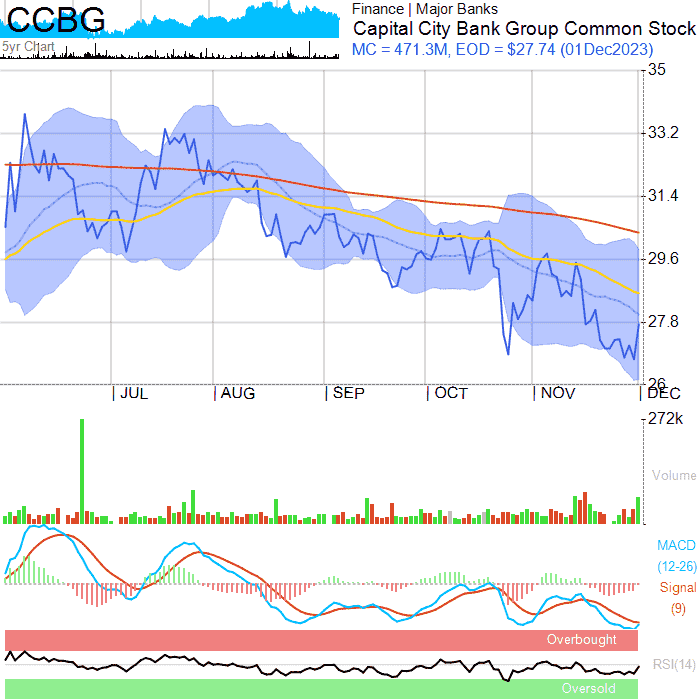 CCBG
5yr Chart
Finance | Major Banks
Capital City Bank Group Common Stock
MC = 471.3M, EOD = $27.74 (01Dec2023)
35
33.2
31.4
29.6
27.8
26
JUL
AUG
SEP
OCT
NOV
DEC
272k
Volume
MACD
(12-26)
Signal
(9)
Overbought
RSI(14)
Oversold